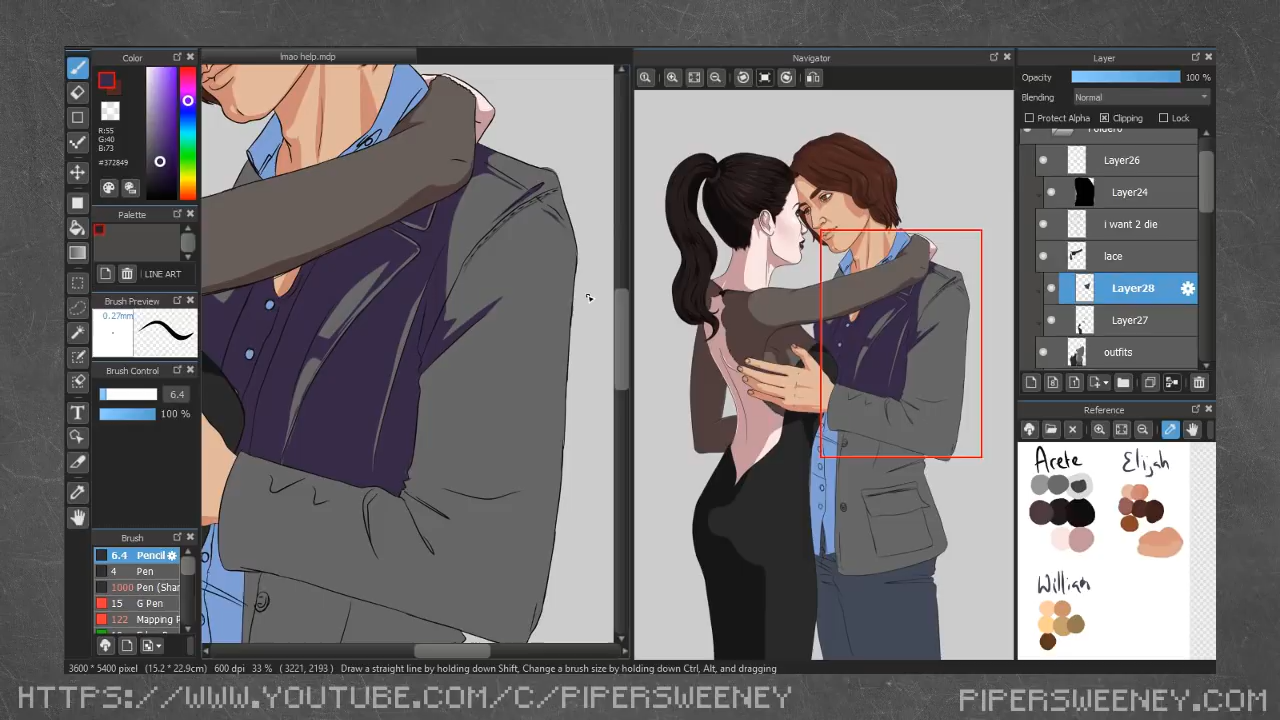 Color
lmao help.mdp
Navigator
Layer
R:55
G:40
B:73
#372849
Palette
LINE ART
Brush Preview
0.27mm
Brush Control
6.4
100 %
Brush
6.4 Pencil
4 Pen
1000 Pen (Shar
15 G Pen
122 Mapping P
Opacity 100 %
Blending Normal
Protect Alpha Clipping Lock
Folder6
Layer26
Layer24
i want 2 die
lace
Layer28
Layer27
outfits
Reference
Arete Elijah
William
3600 * 5400 pixel (15.2 * 22.9cm) 600 dpi 33 % ( 3221, 2193 ) Draw a straight line by holding down Shift, Change a brush size by holding down Ctrl, Alt, and dragging
HTTPS://WWW.YOUTUBE.COM/C/PIPERSWEENEY
PIPERSWEENEY.COM